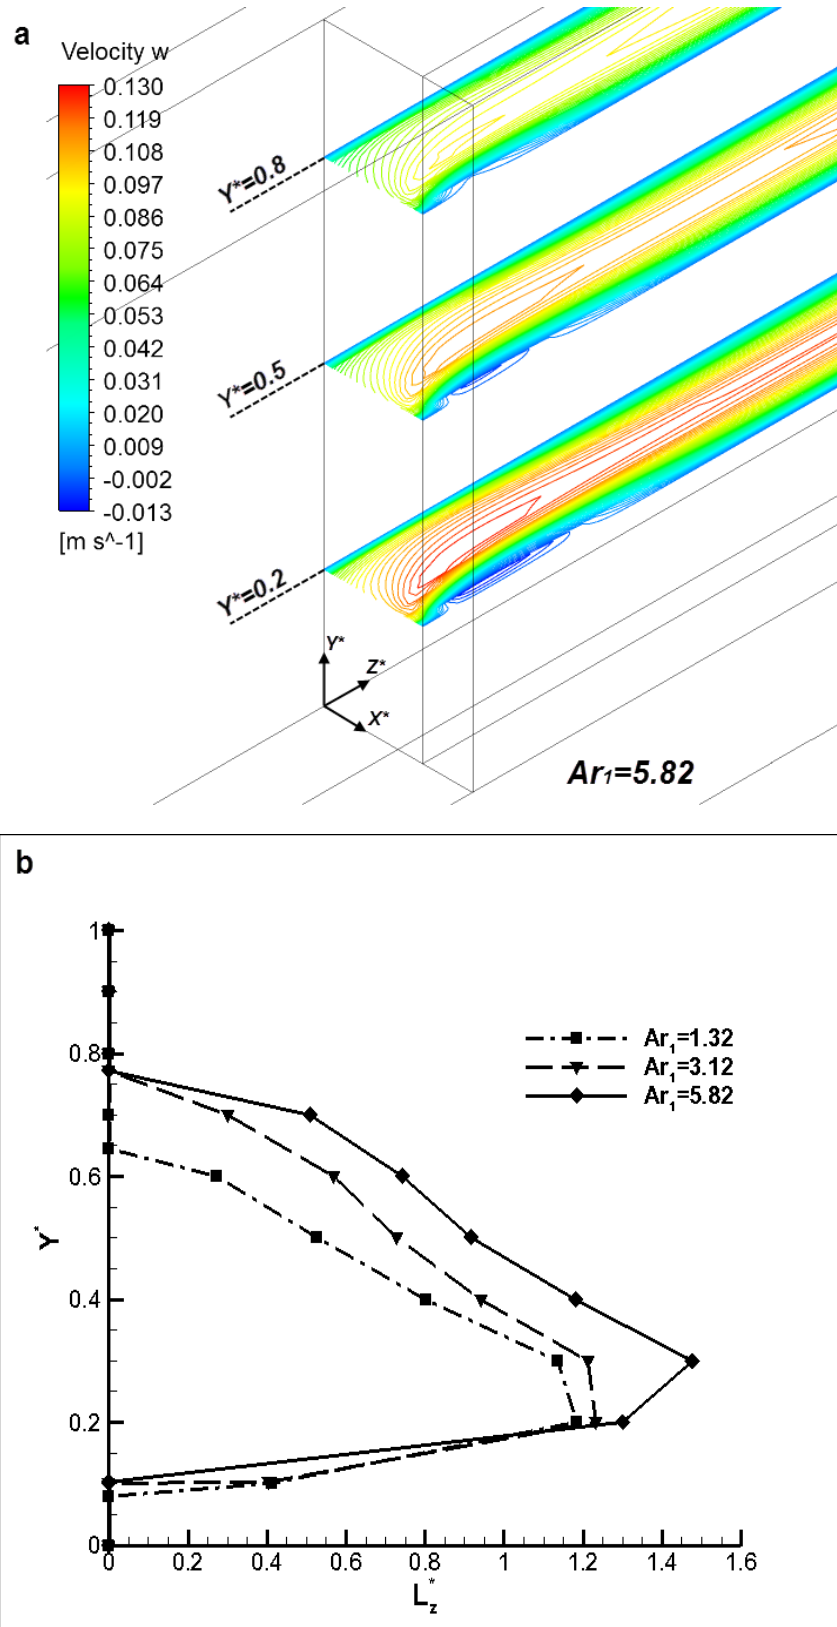 a
Velocity w
0.130
0.119
0.108
0.097
0.086
0.075
0.064
0.053
0.042
0.031
0.020
0.009
-0.002
-0.013
[m s^-1]
Y*=0.8
Y*=0.5
Y*=0.2
Y*
Z*
X*
Ar₁=5.82
b
1
0.8
0.6
0.4
0.2
0
Y*
Ar₁=1.32
Ar₁=3.12
Ar₁=5.82
0 0.2 0.4 0.6 0.8 1 1.2 1.4 1.6
L_z*